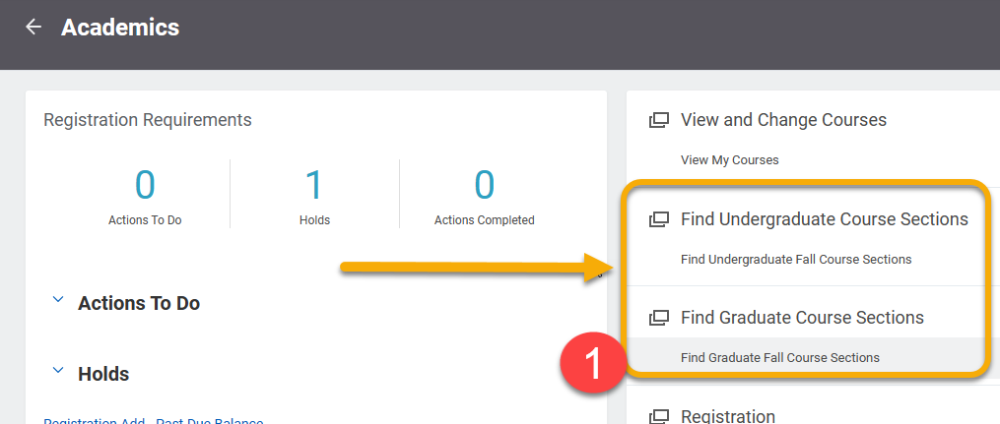 Academics
Registration Requirements
0
1
0
Actions To Do
Holds
Actions Completed
Actions To Do
Holds
Registration Add - Past Due Balance
View and Change Courses
View My Courses
Find Undergraduate Course Sections
Find Undergraduate Fall Course Sections
Find Graduate Course Sections
Find Graduate Fall Course Sections
1
Registration